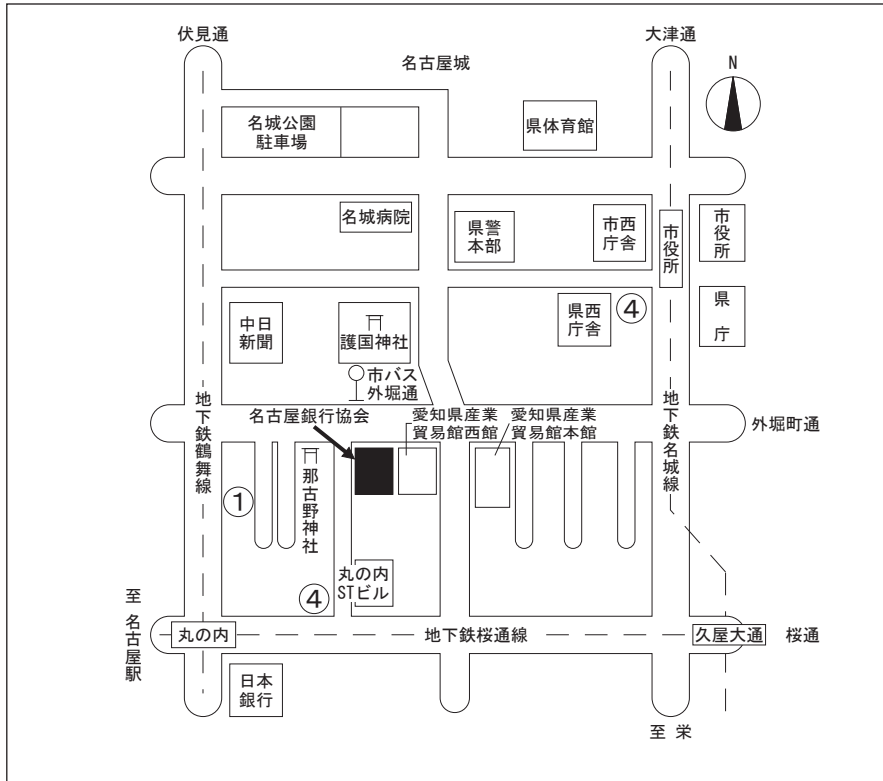 伏見通
大津通
名古屋城
N
名城公園
駐車場
県体育館
名城病院
県警
本部
市西
庁舎
市役所
市役所
中日
新聞
護国神社
県西
庁舎
④
県庁
市バス
外堀通
地下鉄鶴舞線
名古屋銀行協会
愛知県産業
貿易館西館
愛知県産業
貿易館本館
地下鉄名城線
外堀町通
那古野神社
①
④
丸の内
STビル
至名古屋駅
丸の内
地下鉄桜通線
久屋大通
桜通
日本
銀行
至 栄